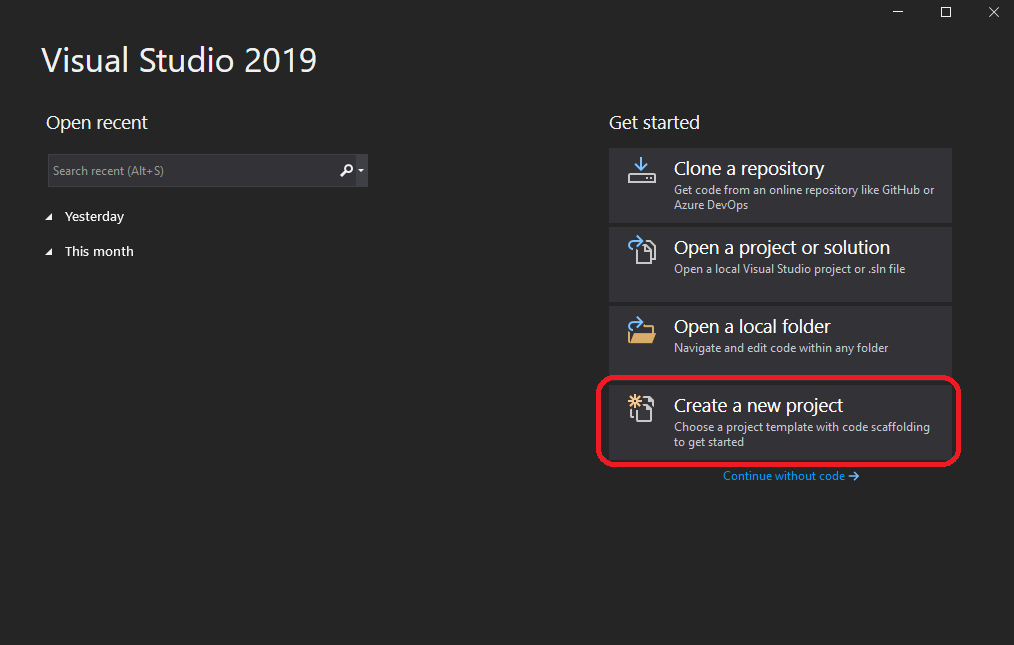 Visual Studio 2019
Open recent
Search recent (Alt+S)
Yesterday
This month
Get started
Clone a repository
Get code from an online repository like GitHub or
Azure DevOps
Open a project or solution
Open a local Visual Studio project or .sln file
Open a local folder
Navigate and edit code within any folder
Create a new project
Choose a project template with code scaffolding
to get started
Continue without code